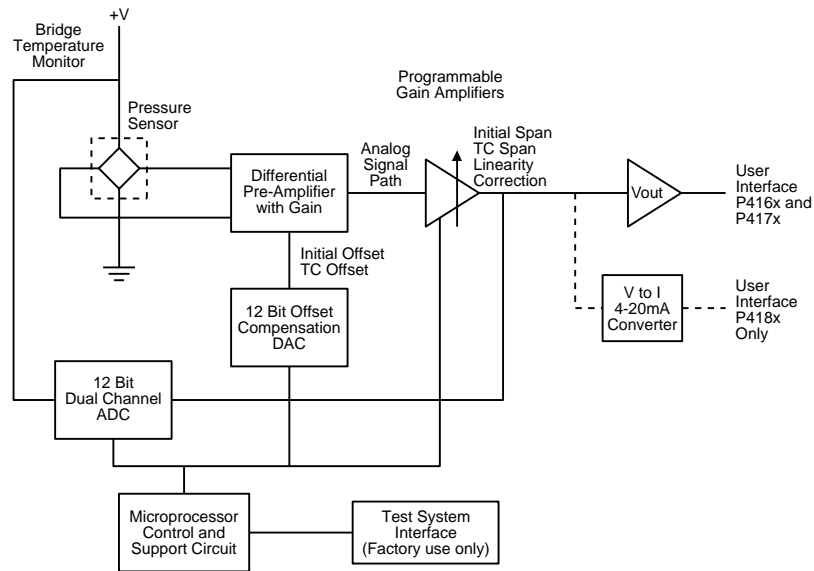 +V
Bridge
Temperature
Monitor
Pressure
Sensor
Programmable
Gain Amplifiers
Differential
Pre-Amplifier
with Gain
Analog
Signal
Path
Initial Span
TC Span
Linearity
Correction
Vout
User
Interface
P416x and
P417x
Initial Offset
TC Offset
12 Bit Offset
Compensation
DAC
V to I
4-20mA
Converter
User
Interface
P418x
Only
12 Bit
Dual Channel
ADC
Microprocessor
Control and
Support Circuit
Test System
Interface
(Factory use only)